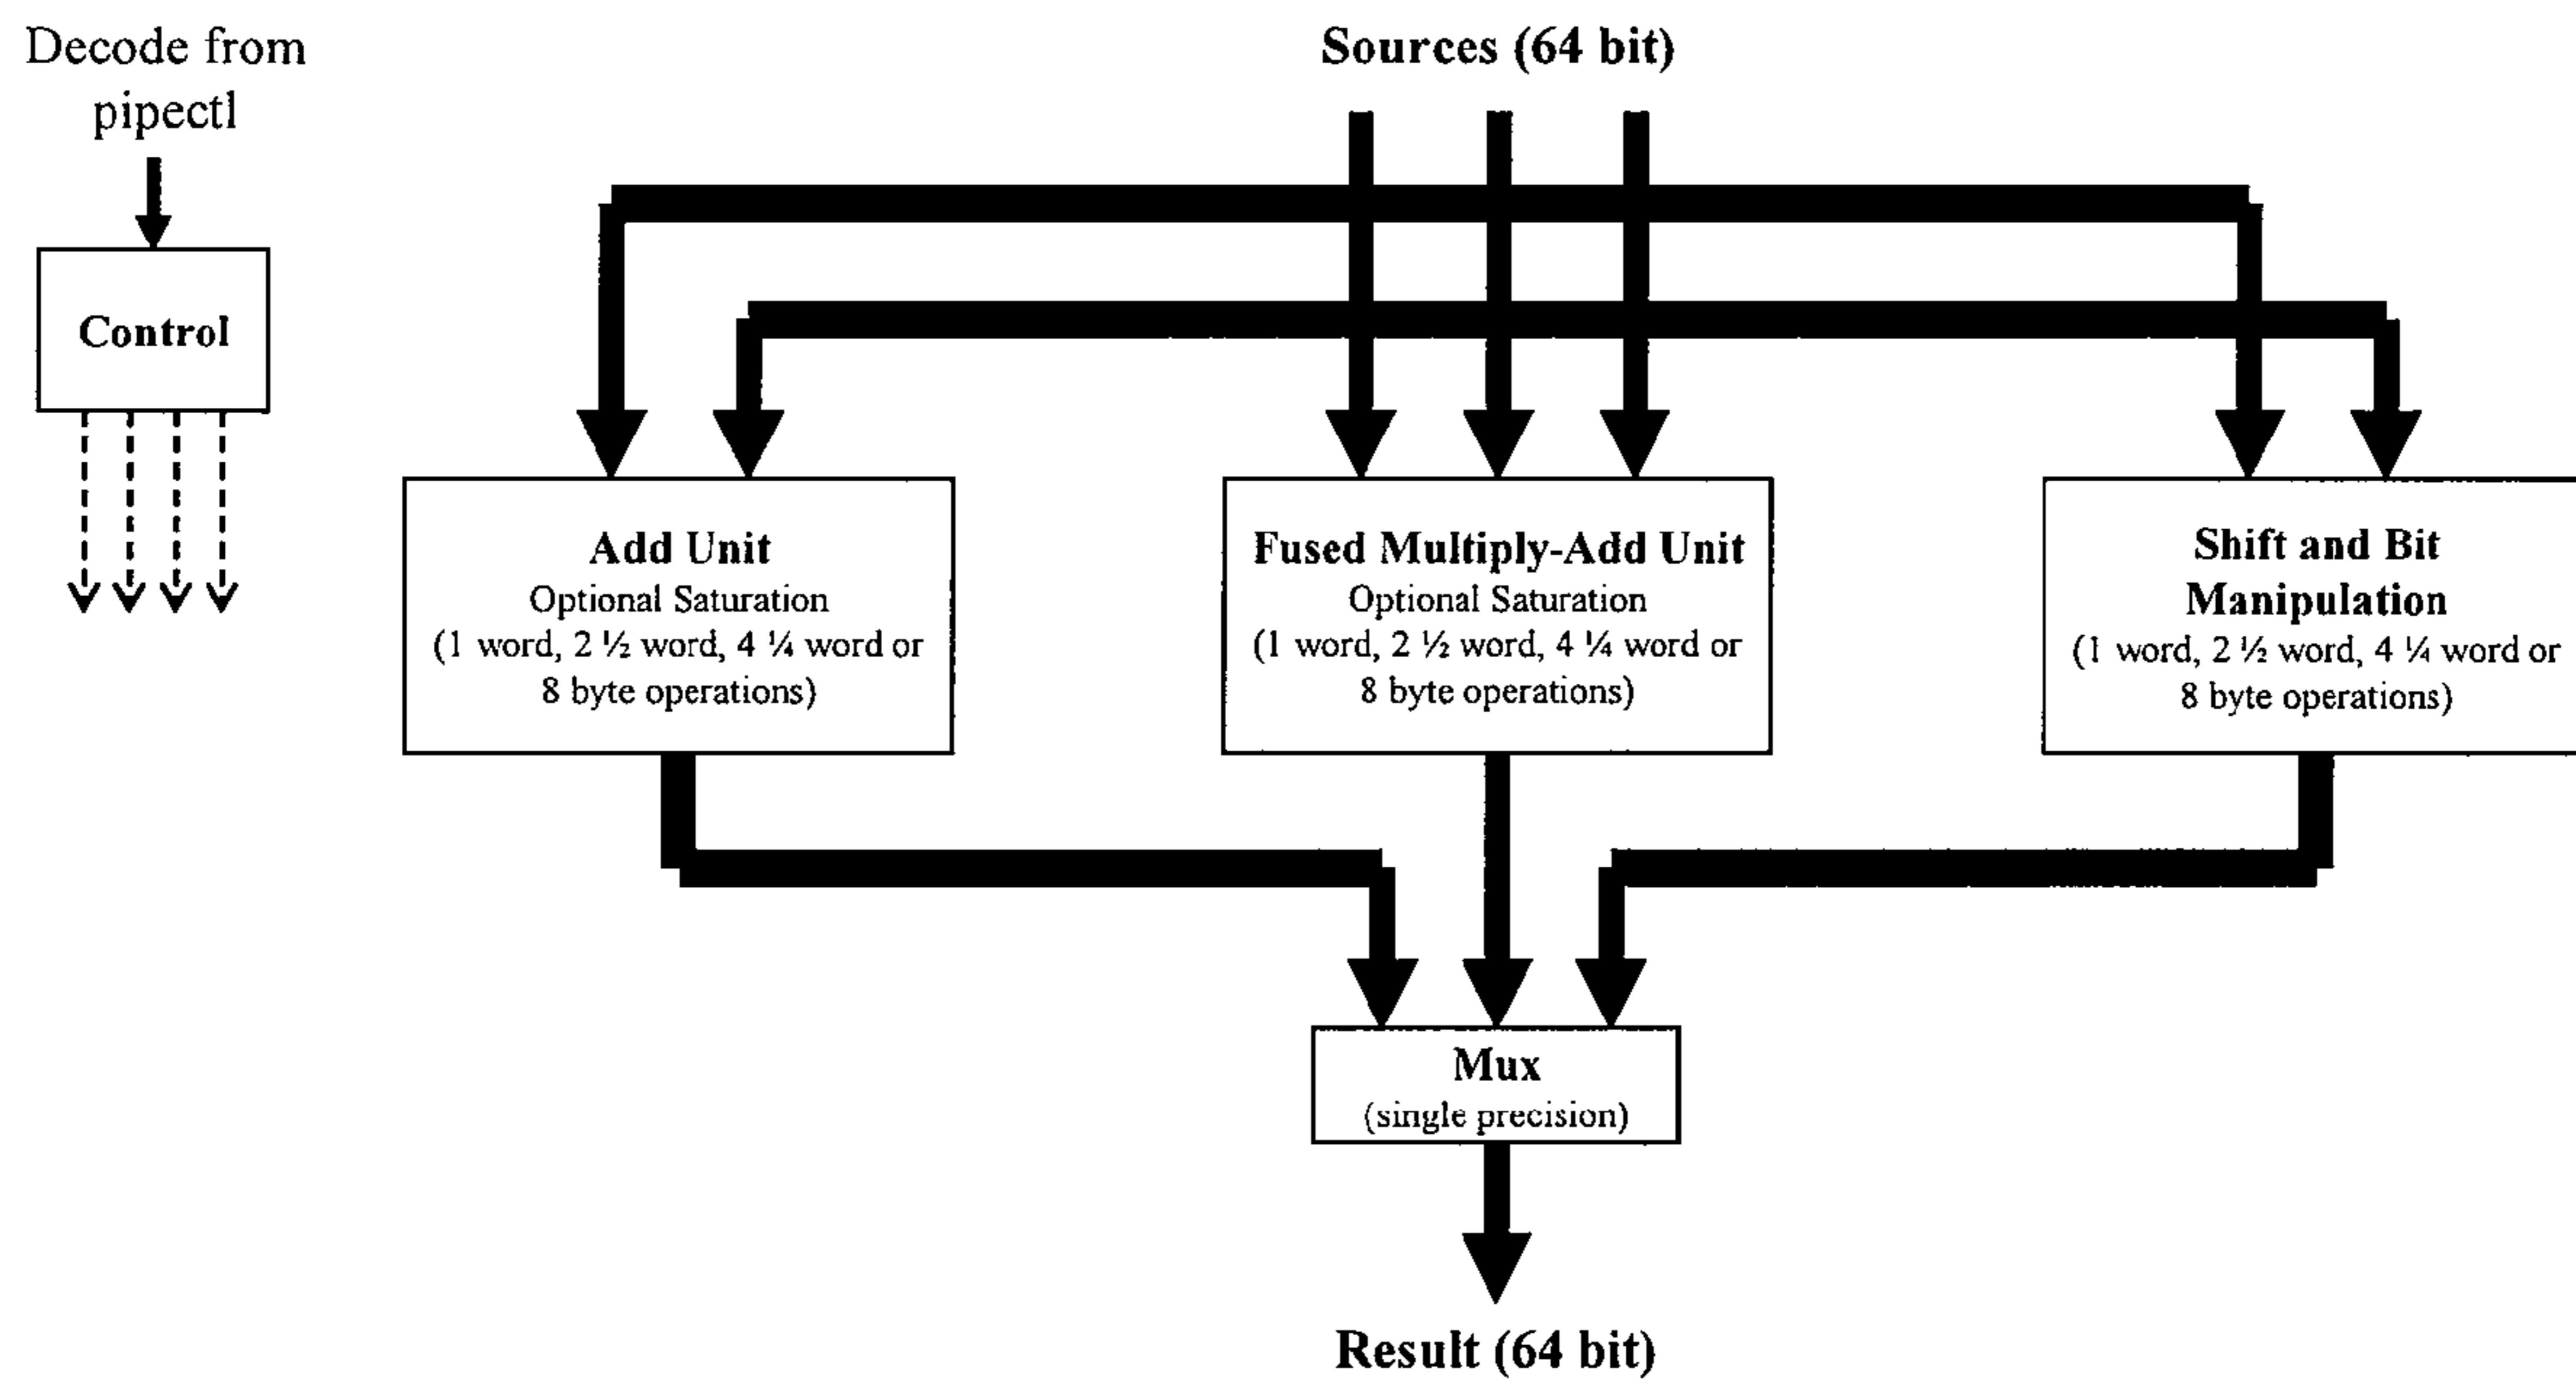 Decode from
pipectl
Control
Sources (64 bit)
Add Unit
Optional Saturation
(1 word, 2 ½ word, 4 ¼ word or
8 byte operations)
Fused Multiply-Add Unit
Optional Saturation
(1 word, 2 ½ word, 4 ¼ word or
8 byte operations)
Shift and Bit
Manipulation
(1 word, 2 ½ word, 4 ¼ word or
8 byte operations)
Mux
(single precision)
Result (64 bit)